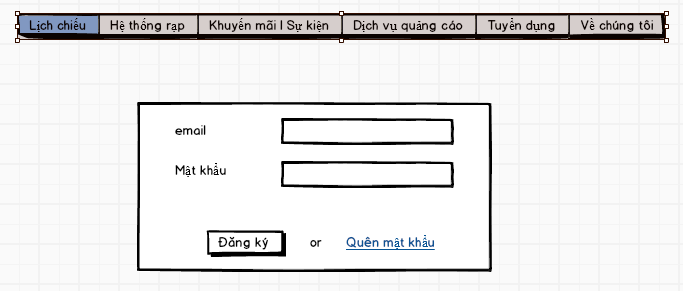 Lịch chiếu Hệ thống rạp Khuyến mãi I Sự kiện Dịch vụ quảng cáo Tuyển dụng Về chúng tôi
email
Mật khẩu
Đăng ký or Quên mật khẩu